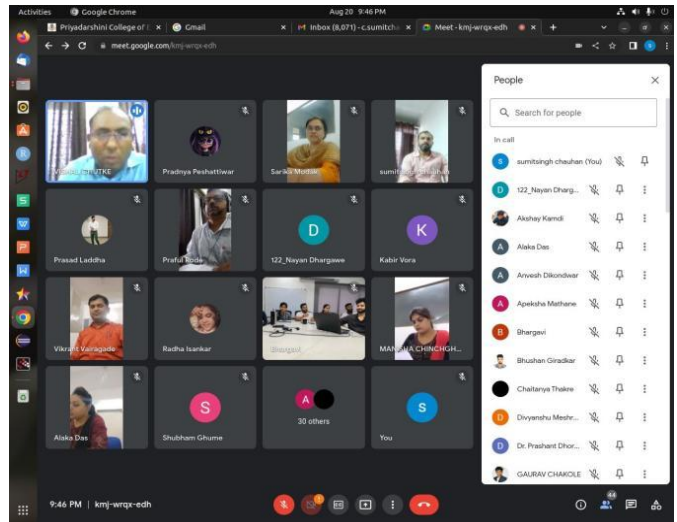 Activities
Google Chrome
Aug 20 9:46 PM
Priyadarshini College of
Gmail
Inbox (8,071) - c.sumitcha
Meet - kmj-wrqx-edh
meet.google.com/kmj-wrqx-edh
Pradnya Peshattiwar
Sarika Modak
Prasad Laddha
Praful
122_Nayan Dhargawe
Kabir Vora
Vikrant Vairagade
Radha Isankar
Bhargavi
MANISHA CHINCHGH...
Alaka Das
Shubham Ghume
30 others
You
D
K
S
A
S
People
Search for people
In call
S
sumitsingh chauhan (You)
D
122_Nayan Dharg...
Akshay Kamdi
A
Alaka Das
A
Anvesh Dikondwar
A
Apeksha Mathane
B
Bhargavi
Bhushan Giradkar
Chaitanya Thakre
D
Divyanshu Meshr...
D
Dr. Prashant Dhor...
GAURAV CHAKOLE
9:46 PM | kmj-wrqx-edh
44